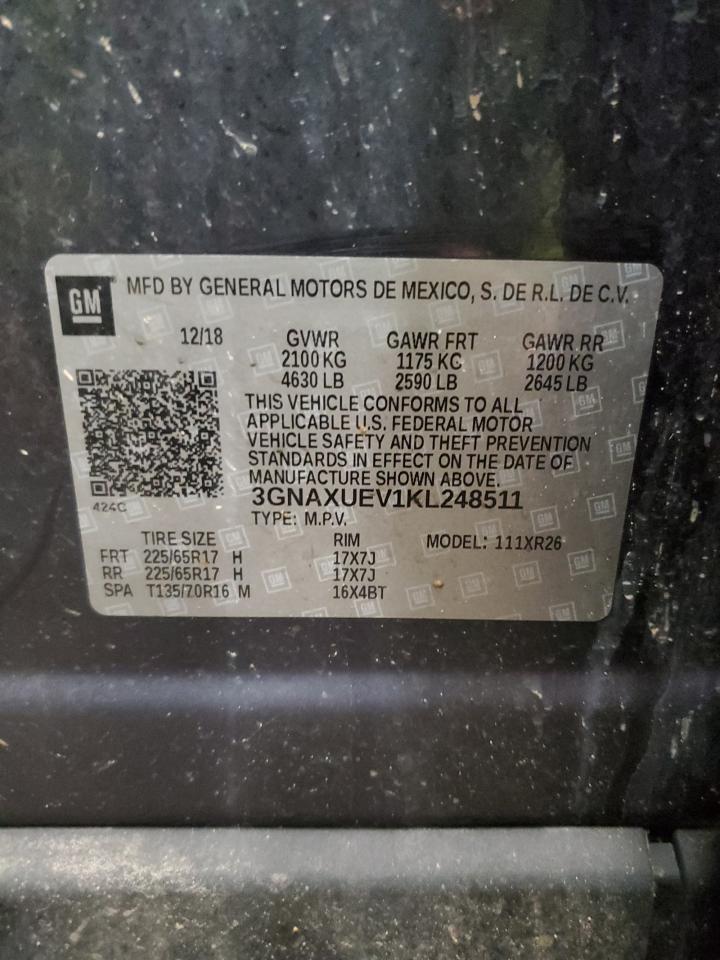 GM MFD BY GENERAL MOTORS DE MEXICO, S. DE R.L. DE C.V.
12/18 GVWR GAWR FRT GAWR RR
2100 KG 1175 KG 1200 KG
4630 LB 2590 LB 2645 LB
THIS VEHICLE CONFORMS TO ALL
APPLICABLE U.S. FEDERAL MOTOR
VEHICLE SAFETY AND THEFT PREVENTION
STANDARDS IN EFFECT ON THE DATE OF
MANUFACTURE SHOWN ABOVE.
3GNAXUEV1KL248511
424C
TYPE: M.P.V.
TIRE SIZE RIM MODEL: 111XR26
FRT 225/65R17 H 17X7J
RR 225/65R17 H 17X7J
SPA T135/70R16 M 16X4BT